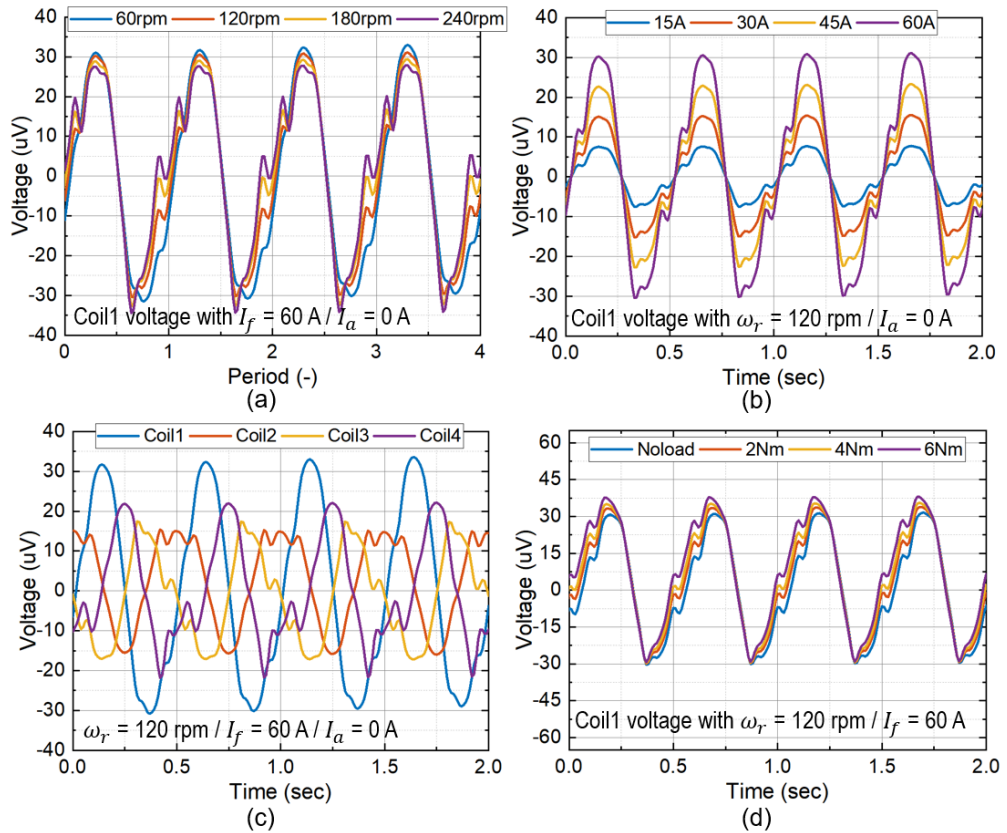 60rpm 120rpm 180rpm 240rpm
40
30
20
10
0
-10
-20
-30
-40
Voltage (uV)
Coil1 voltage with I_f = 60 A / I_a = 0 A
0 1 2 3 4
Period (-)
(a)
15A 30A 45A 60A
40
30
20
10
0
-10
-20
-30
-40
Voltage (uV)
Coil1 voltage with ω_r = 120 rpm / I_a = 0 A
0.0 0.5 1.0 1.5 2.0
Time (sec)
(b)
Coil1 Coil2 Coil3 Coil4
40
30
20
10
0
-10
-20
-30
-40
Voltage (uV)
ω_r = 120 rpm / I_f = 60 A / I_a = 0 A
0.0 0.5 1.0 1.5 2.0
Time (sec)
(c)
Noload 2Nm 4Nm 6Nm
60
45
30
15
0
-15
-30
-45
-60
Voltage (uV)
Coil1 voltage with ω_r = 120 rpm / I_f = 60 A
0.0 0.5 1.0 1.5 2.0
Time (sec)
(d)